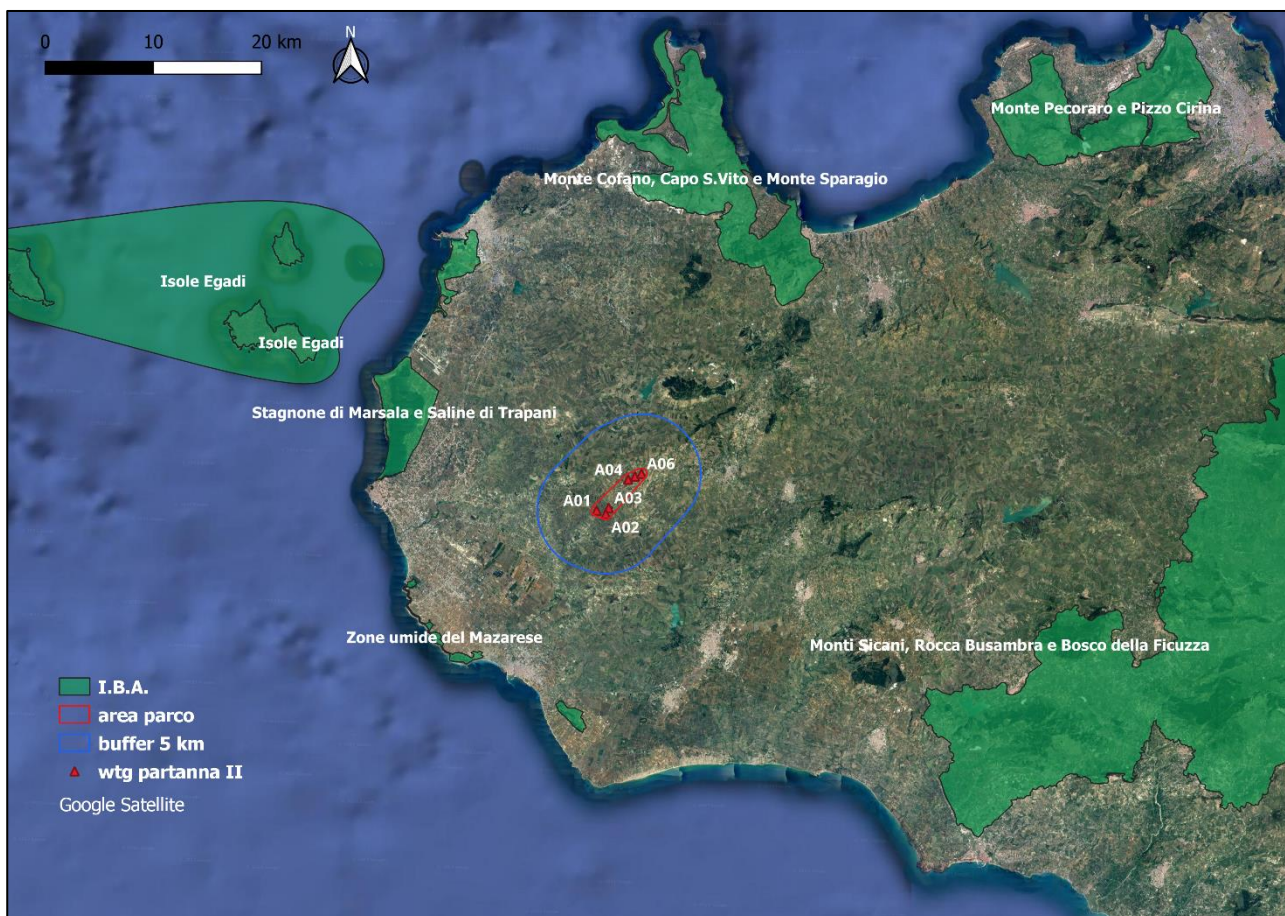 0 10 20 km
N
Monte Pecoraro e Pizzo Cirina
Monte Cofano, Capo S.Vito e Monte Sparagio
Isole Egadi
Isole Egadi
Stagnone di Marsala e Saline di Trapani
A04
A06
A01
A03
A02
Zone umide del Mazarese
Monti Sicani, Rocca Busambra e Bosco della Ficuzza
I.B.A.
area parco
buffer 5 km
wtg partanna II
Google Satellite